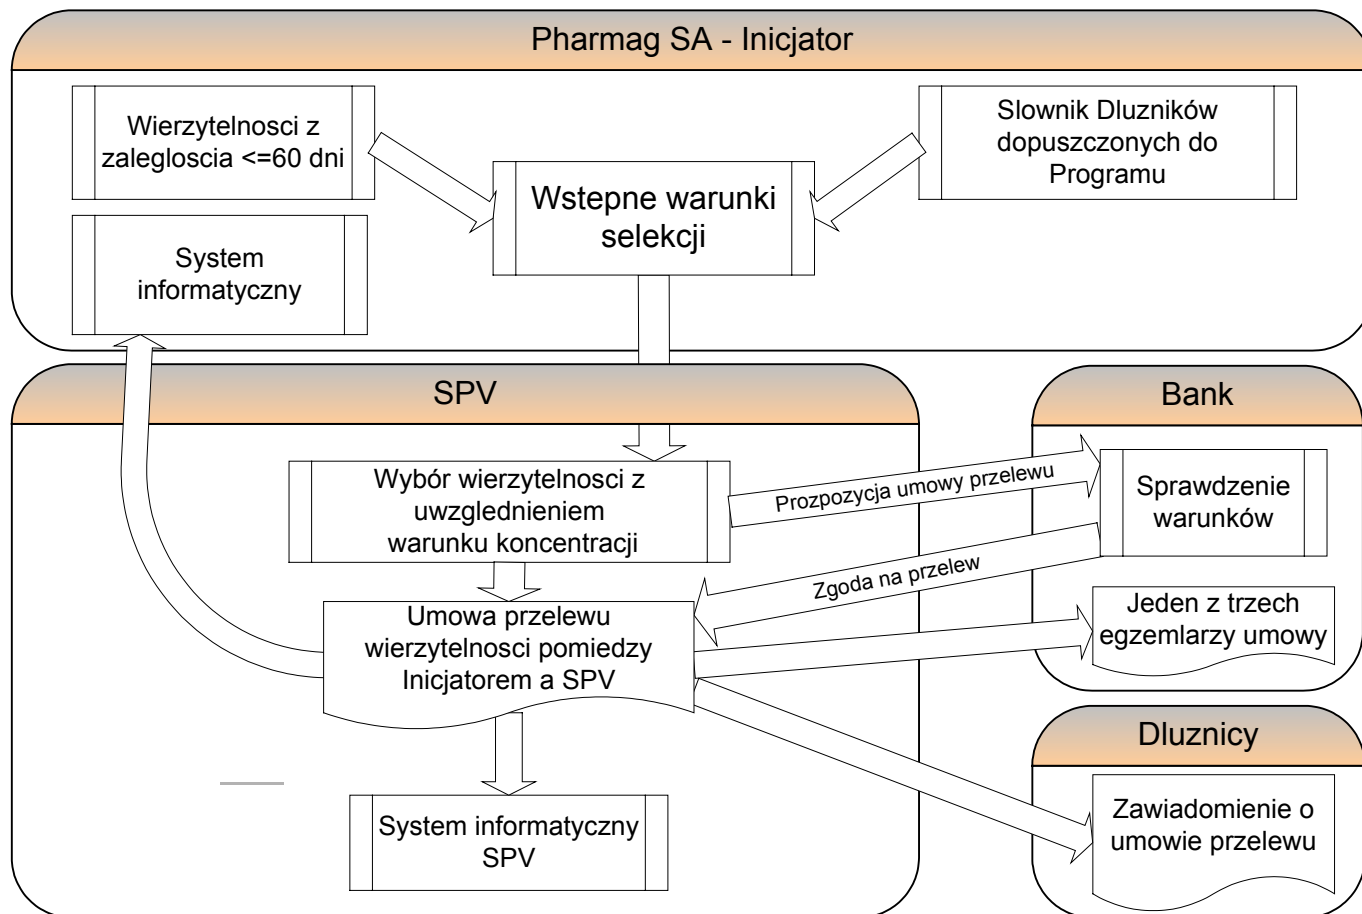 Pharmag SA - Inicjator
Wierzytelnosci z
zalegloscia <=60 dni
Slownik Dluzników
dopuszczonych do
Programu
Wstepne warunki
selekcji
System
informatyczny
SPV
Bank
Wybór wierzytelnosci z
uwzglednieniem
warunku koncentracji
Prozpozycja umowy przelewu
Sprawdzenie
warunków
Zgoda na przelew
Umowa przelewu
wierzytelnosci pomiedzy
Inicjatorem a SPV
Jeden z trzech
egzemlarzy umowy
Dluznicy
Zawiadomienie o
umowie przelewu
System informatyczny
SPV